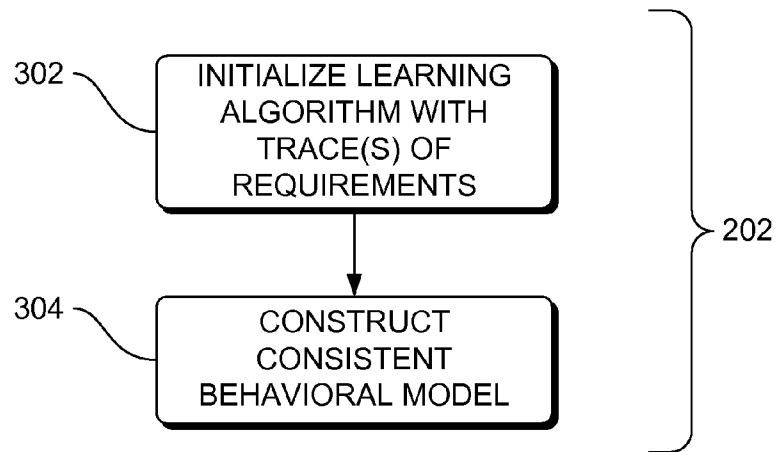 302
INITIALIZE LEARNING
ALGORITHM WITH
TRACE(S) OF
REQUIREMENTS
202
304
CONSTRUCT
CONSISTENT
BEHAVIORAL MODEL